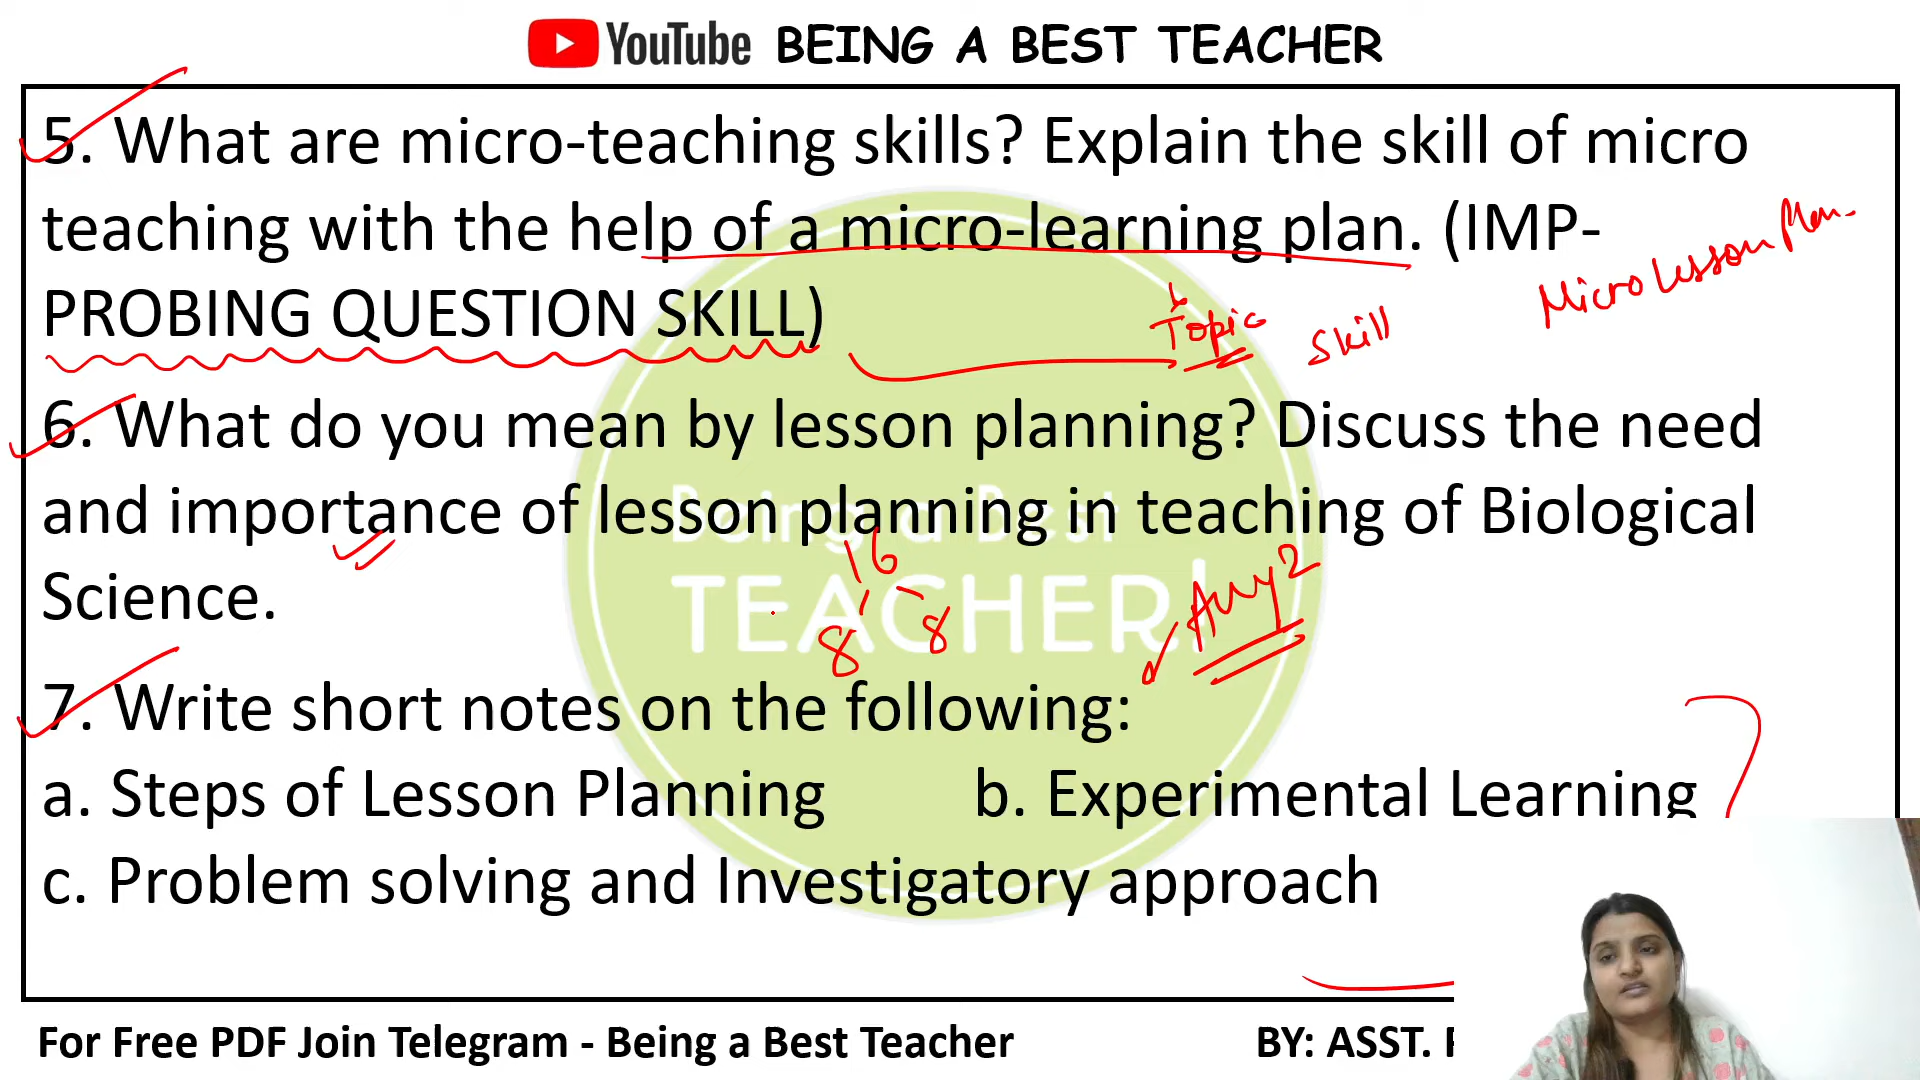 YouTube BEING A BEST TEACHER
5. What are micro-teaching skills? Explain the skill of micro
teaching with the help of a micro-learning plan. (IMP-
Micro Lesson Plan.
PROBING QUESTION SKILL)
Topic
Skill
6. What do you mean by lesson planning? Discuss the need
and importance of lesson planning in teaching of Biological
Being a Best
Science.
TEACHER!
16
8 8
Any 2
7. Write short notes on the following:
a. Steps of Lesson Planning b. Experimental Learning
c. Problem solving and Investigatory approach
For Free PDF Join Telegram - Being a Best Teacher BY: ASST.